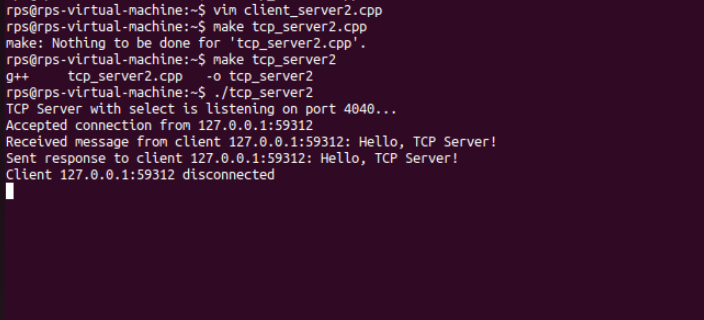 rps@rps-virtual-machine:~$ vim client_server2.cpp
rps@rps-virtual-machine:~$ make tcp_server2.cpp
make: Nothing to be done for 'tcp_server2.cpp'.
rps@rps-virtual-machine:~$ make tcp_server2
g++     tcp_server2.cpp   -o tcp_server2
rps@rps-virtual-machine:~$ ./tcp_server2
TCP Server with select is listening on port 4040...
Accepted connection from 127.0.0.1:59312
Received message from client 127.0.0.1:59312: Hello, TCP Server!
Sent response to client 127.0.0.1:59312: Hello, TCP Server!
Client 127.0.0.1:59312 disconnected